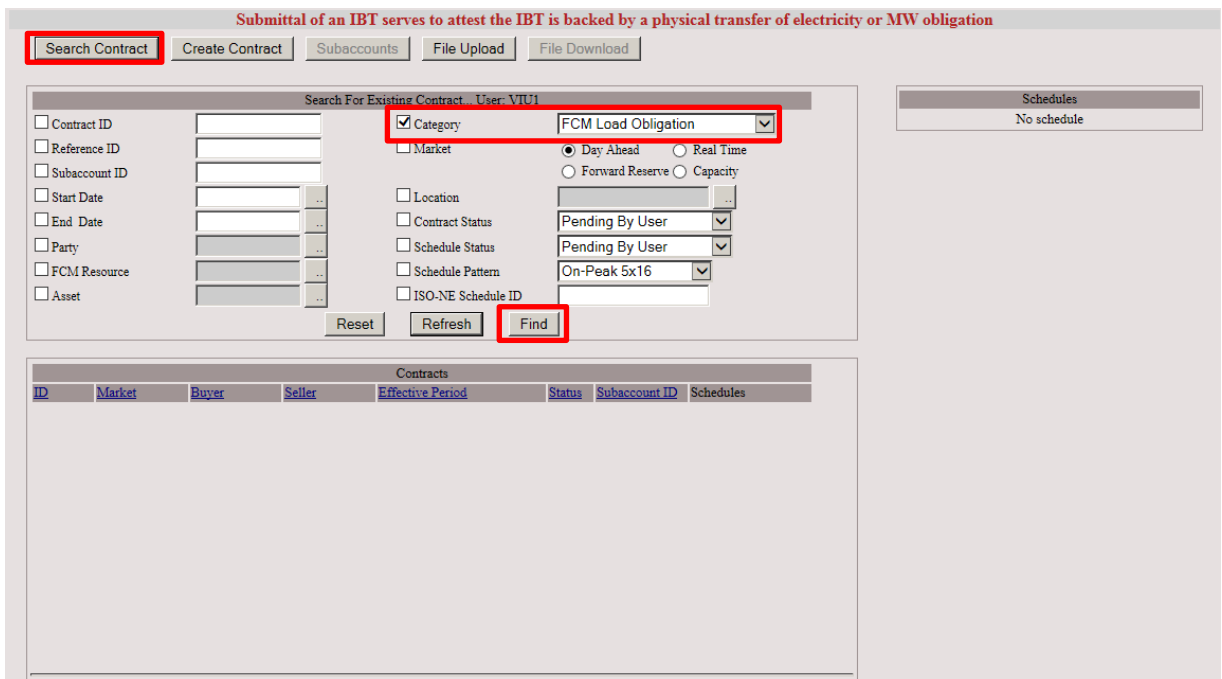 Submittal of an IBT serves to attest the IBT is backed by a physical transfer of electricity or MW obligation
Search Contract Create Contract Subaccounts File Upload File Download
Search For Existing Contract... User: VIU1
Contract ID Category FCM Load Obligation
Reference ID Market Day Ahead Real Time
Subaccount ID Forward Reserve Capacity
Start Date .. Location ..
End Date .. Contract Status Pending By User
Party .. Schedule Status Pending By User
FCM Resource .. Schedule Pattern On-Peak 5x16
Asset .. ISO-NE Schedule ID
Reset Refresh Find
Schedules
No schedule
Contracts
ID Market Buyer Seller Effective Period Status Subaccount ID Schedules